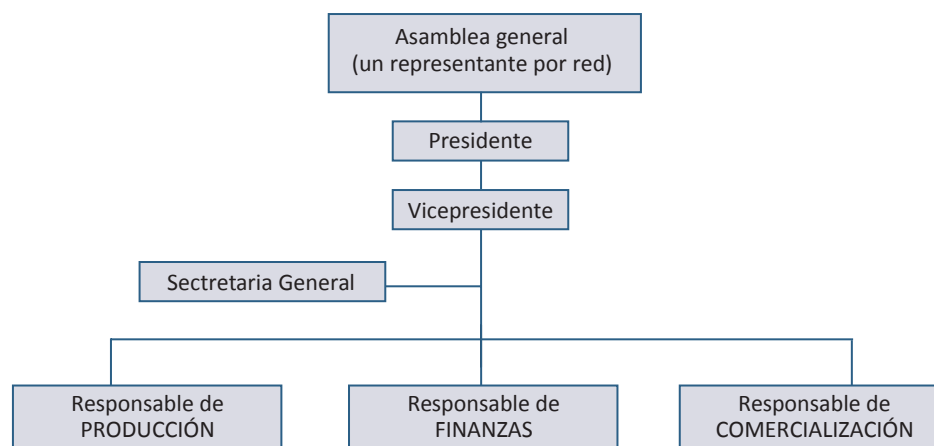 Asamblea general
(un representante por red)
Presidente
Vicepresidente
Sectretaria General
Responsable de
PRODUCCIÓN
Responsable de
FINANZAS
Responsable de
COMERCIALIZACIÓN